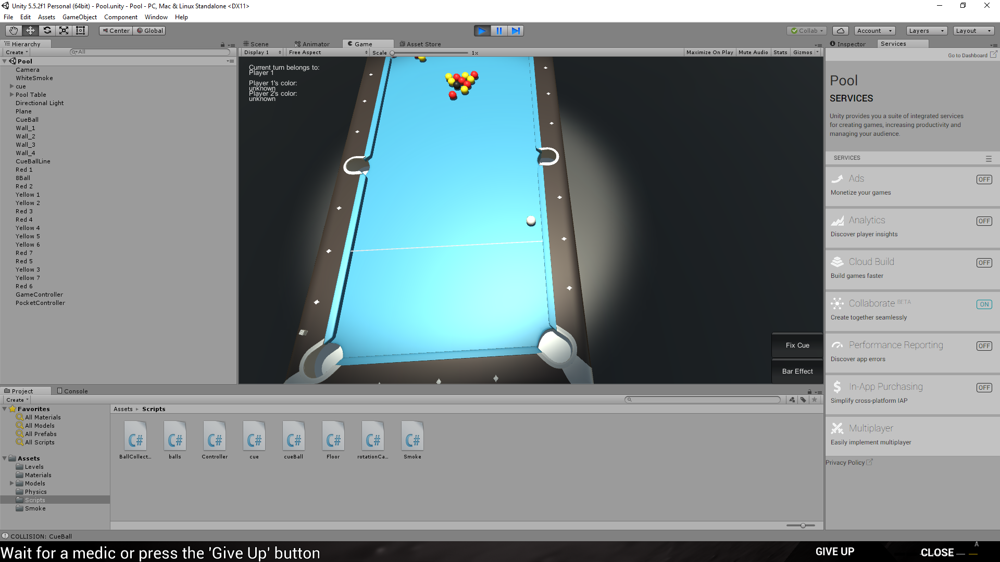 Unity 5.5.2f1 Personal (64bit) - Pool.unity - Pool - PC, Mac & Linux Standalone <DX11>
File Edit Assets GameObject Component Window Help
Center Global Collab Account Layers Layout
Hierarchy
Create All
Pool
Camera
WhiteSmoke
cue
Pool Table
Directional Light
Plane
CueBall
Wall_1
Wall_2
Wall_3
Wall_4
CueBallLine
Red 1
8Ball
Red 2
Yellow 1
Yellow 2
Red 3
Red 4
Yellow 4
Yellow 5
Yellow 6
Red 7
Red 5
Yellow 3
Yellow 7
Red 6
GameController
PocketController
Scene Animator Game Asset Store
Display 1 Free Aspect Scale 1x Maximize On Play Mute Audio Stats Gizmos
Current turn belongs to:
Player 1
Player 1's color:
unknown
Player 2's color:
unknown
Fix Cue
Bar Effect
Inspector Services
Go to Dashboard
Pool
SERVICES
Unity provides you a suite of integrated services
for creating games, increasing productivity and
managing your audience.
SERVICES
Ads OFF
Monetize your games
Analytics OFF
Discover player insights
Cloud Build OFF
Build games faster
Collaborate BETA ON
Create together seamlessly
Performance Reporting OFF
Discover app errors
In-App Purchasing OFF
Simplify cross-platform IAP
Multiplayer
Easily implement multiplayer
Privacy Policy
Project Console
Create
Favorites
All Materials
All Models
All Prefabs
All Scripts
Assets
Levels
Materials
Models
Physics
Scripts
Smoke
Assets Scripts
C# C# C# C# C# C# C# C#
BallCollect... balls Controller cue cueBall Floor rotationCa... Smoke
COLLISION: CueBall
Wait for a medic or press the 'Give Up' button
GIVE UP
CLOSE
A